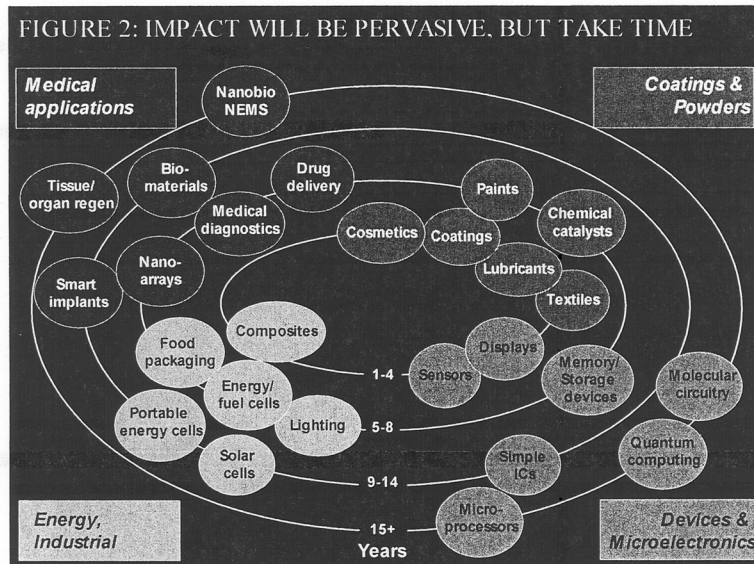 FIGURE 2: IMPACT WILL BE PERVASIVE, BUT TAKE TIME
Medical
applications
Nanobio
NEMS
Coatings &
Powders
Tissue/
organ regen
Bio-
materials
Drug
delivery
Medical
diagnostics
Paints
Chemical
catalysts
Cosmetics
Coatings
Lubricants
Textiles
Smart
implants
Nano-
arrays
Composites
Food
packaging
Energy/
fuel cells
Portable
energy cells
Lighting
Solar
cells
Displays
Sensors
Memory/
Storage
devices
Molecular
circuitry
Quantum
computing
Simple
ICs
Micro-
processors
1-4
5-8
9-14
15+
Years
Energy,
Industrial
Devices &
Microelectronics